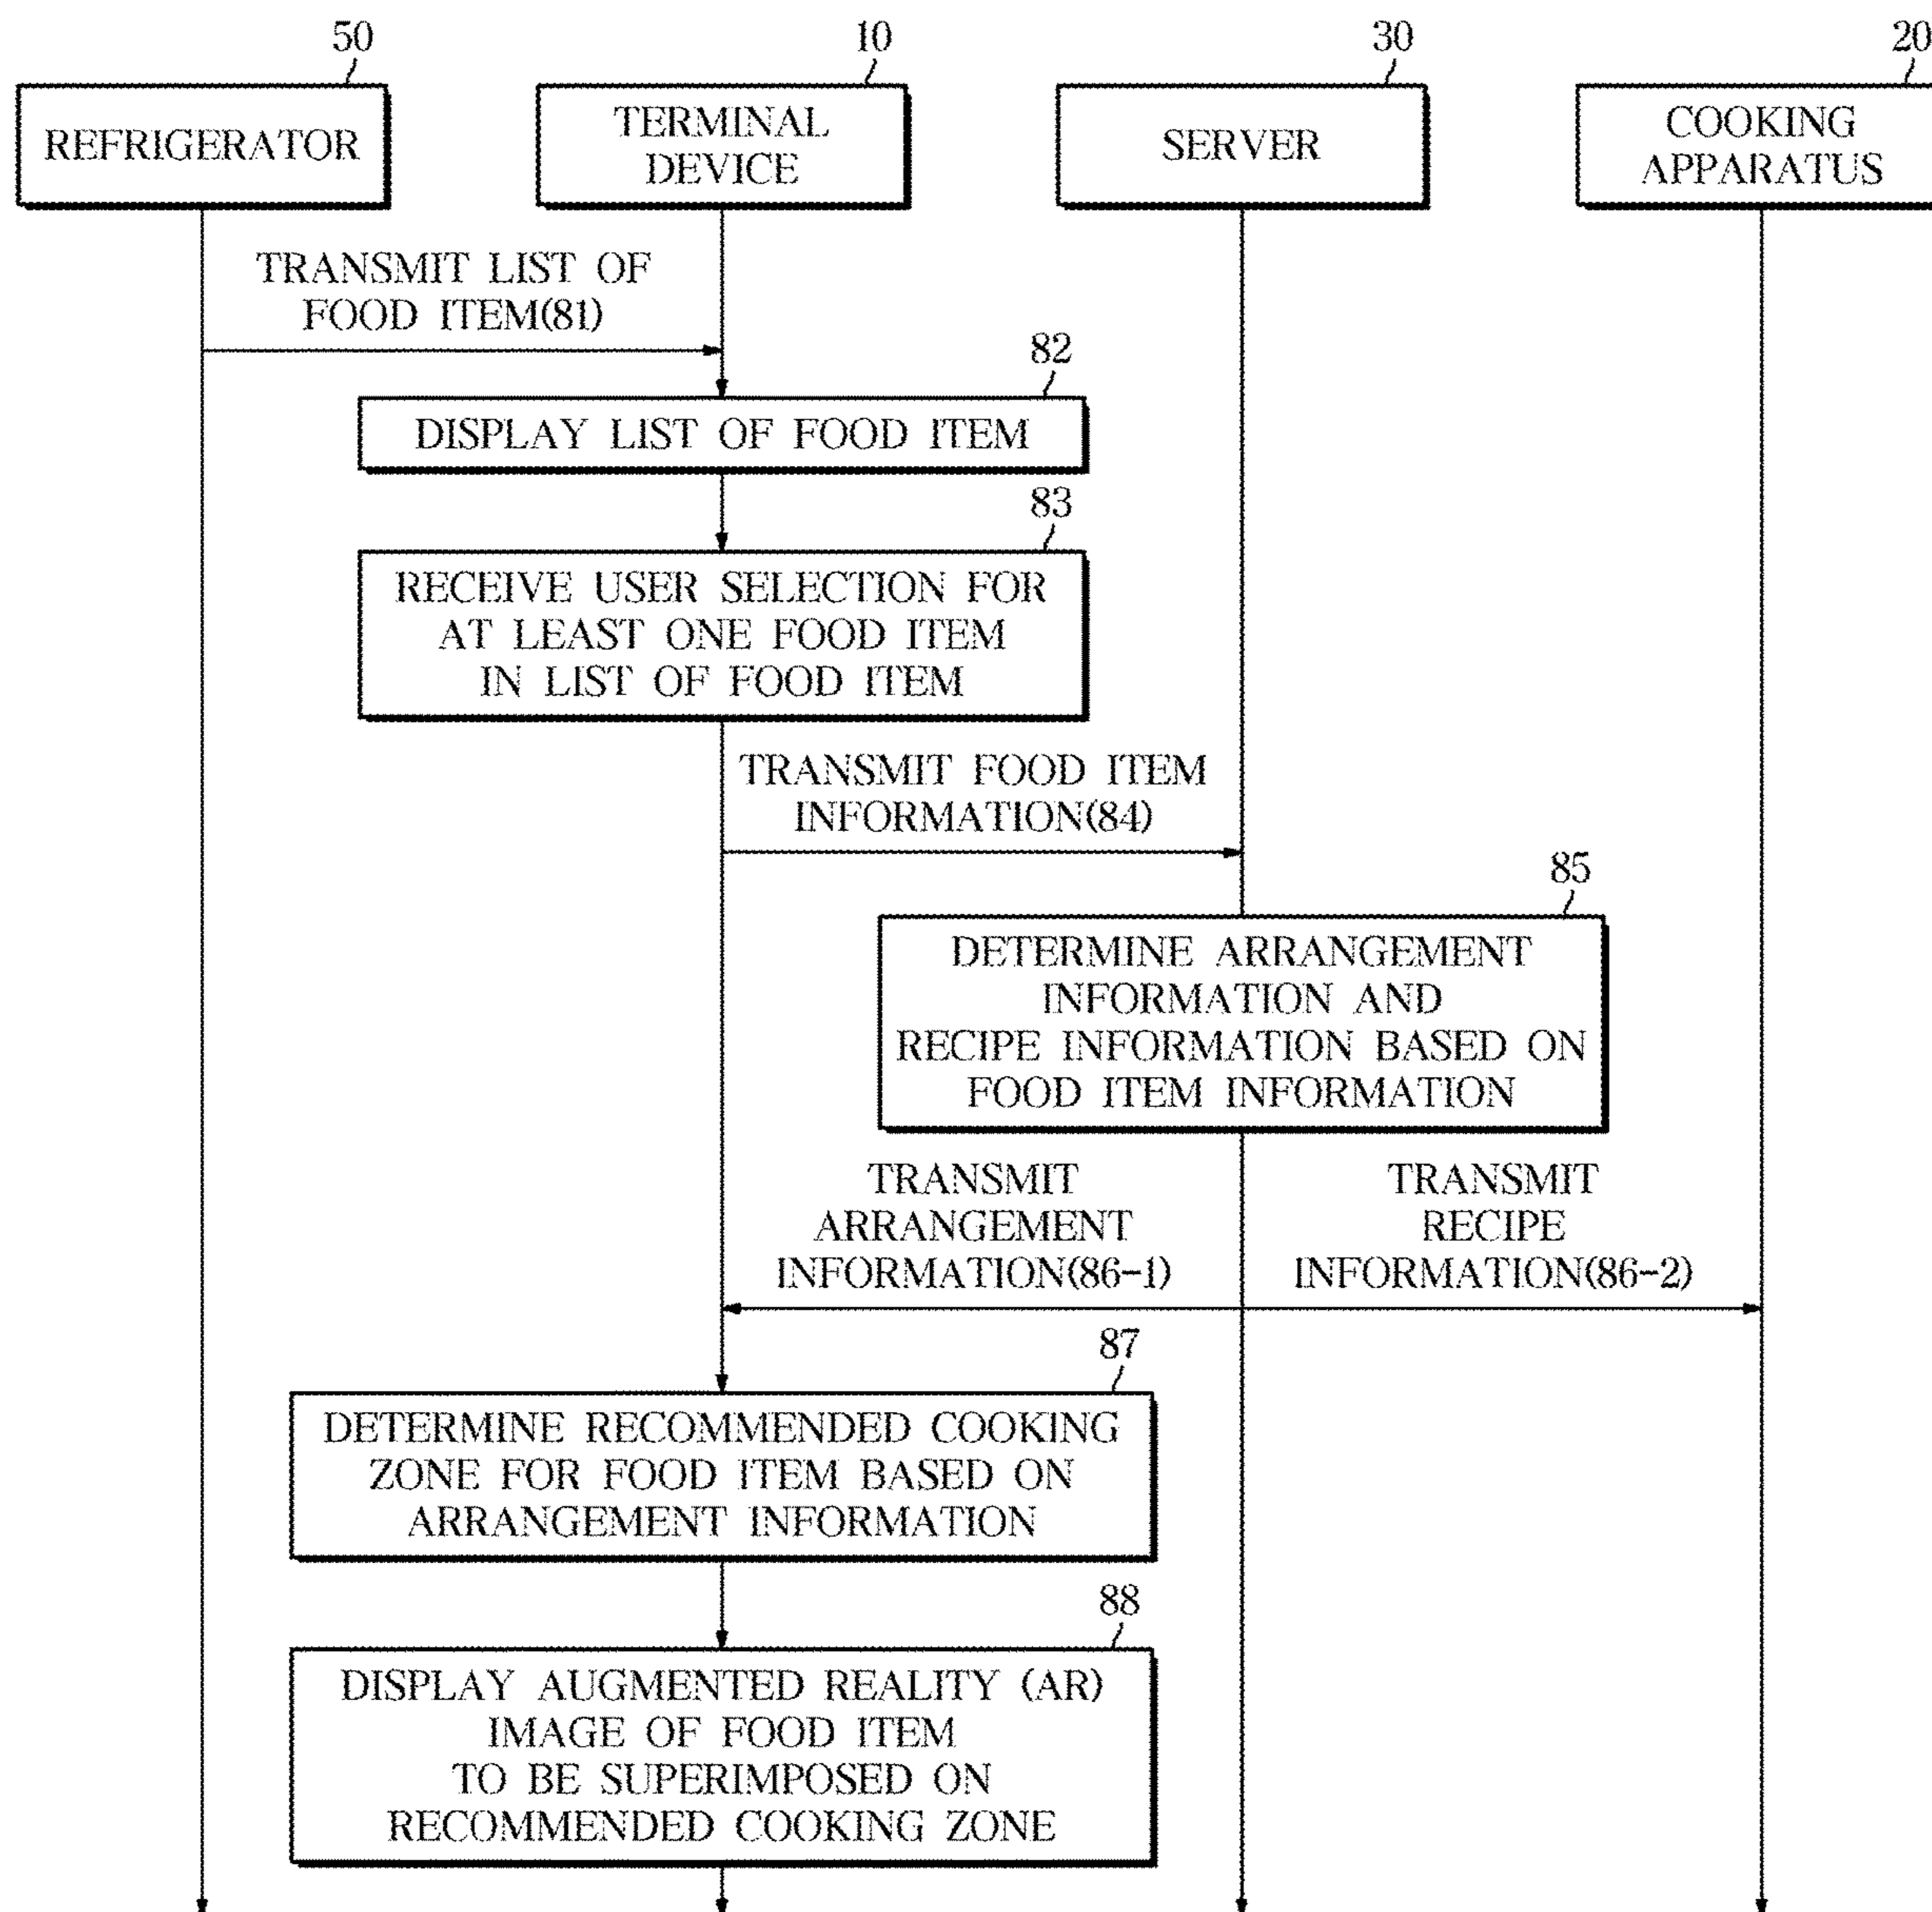 50
10
30
20
REFRIGERATOR
TERMINAL
DEVICE
SERVER
COOKING
APPARATUS
TRANSMIT LIST OF
FOOD ITEM(81)
82
DISPLAY LIST OF FOOD ITEM
83
RECEIVE USER SELECTION FOR
AT LEAST ONE FOOD ITEM
IN LIST OF FOOD ITEM
TRANSMIT FOOD ITEM
INFORMATION(84)
85
DETERMINE ARRANGEMENT
INFORMATION AND
RECIPE INFORMATION BASED ON
FOOD ITEM INFORMATION
TRANSMIT
ARRANGEMENT
INFORMATION(86-1)
TRANSMIT
RECIPE
INFORMATION(86-2)
87
DETERMINE RECOMMENDED COOKING
ZONE FOR FOOD ITEM BASED ON
ARRANGEMENT INFORMATION
88
DISPLAY AUGMENTED REALITY (AR)
IMAGE OF FOOD ITEM
TO BE SUPERIMPOSED ON
RECOMMENDED COOKING ZONE